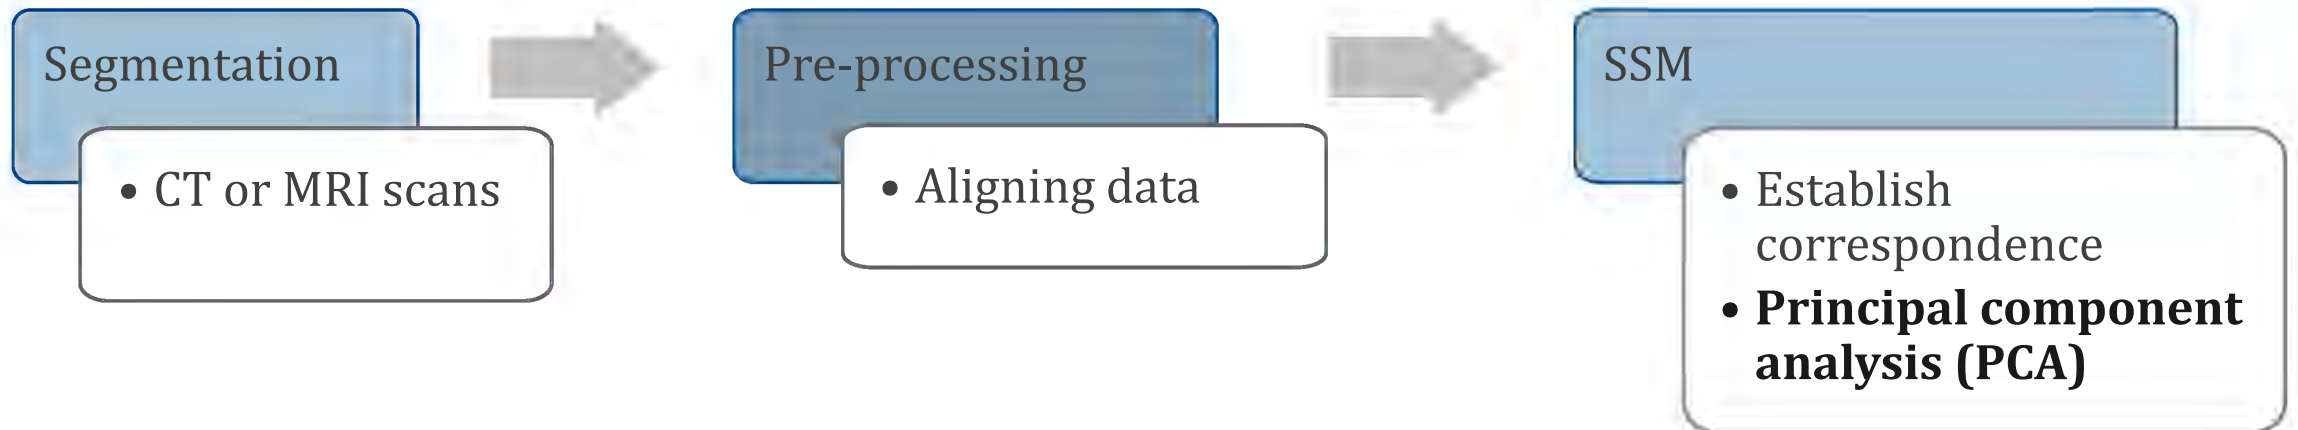 Segmentation
• CT or MRI scans
Pre-processing
• Aligning data
SSM
• Establish
correspondence
• Principal component
analysis (PCA)